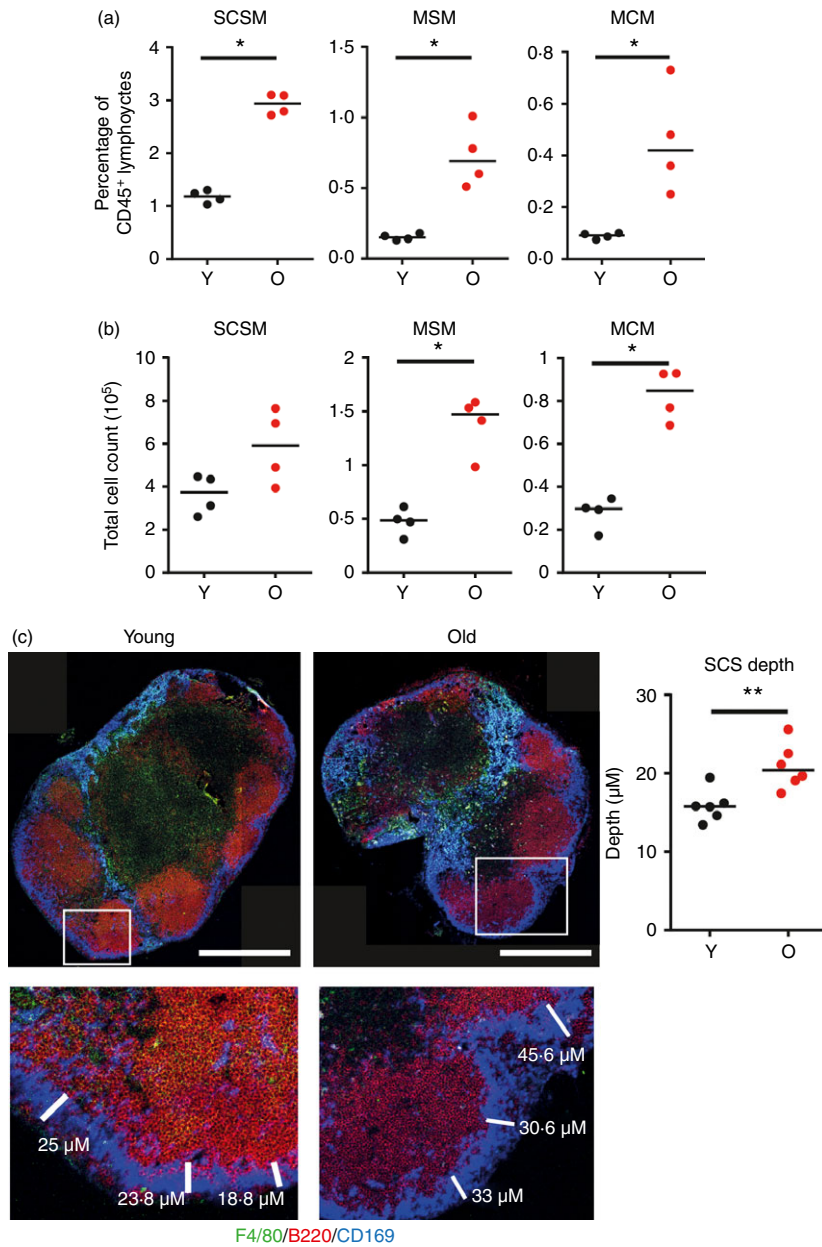 (a)
SCSM
MSM
MCM
Percentage of
CD45+ lymphoyctes
4
3
2
1
0
*
Y
O
1·5
1·0
0·5
0·0
*
Y
O
0·8
0·6
0·4
0·2
0·0
*
Y
O
(b)
SCSM
MSM
MCM
Total cell count (10⁵)
10
8
6
4
2
0
Y
O
2
1·5
1
0·5
0
*
Y
O
1
0·8
0·6
0·4
0·2
0
*
Y
O
(c)
Young
Old
SCS depth
Depth (µM)
30
20
10
0
**
Y
O
25 µM
23·8 µM
18·8 µM
45·6 µM
30·6 µM
33 µM
F4/80/B220/CD169